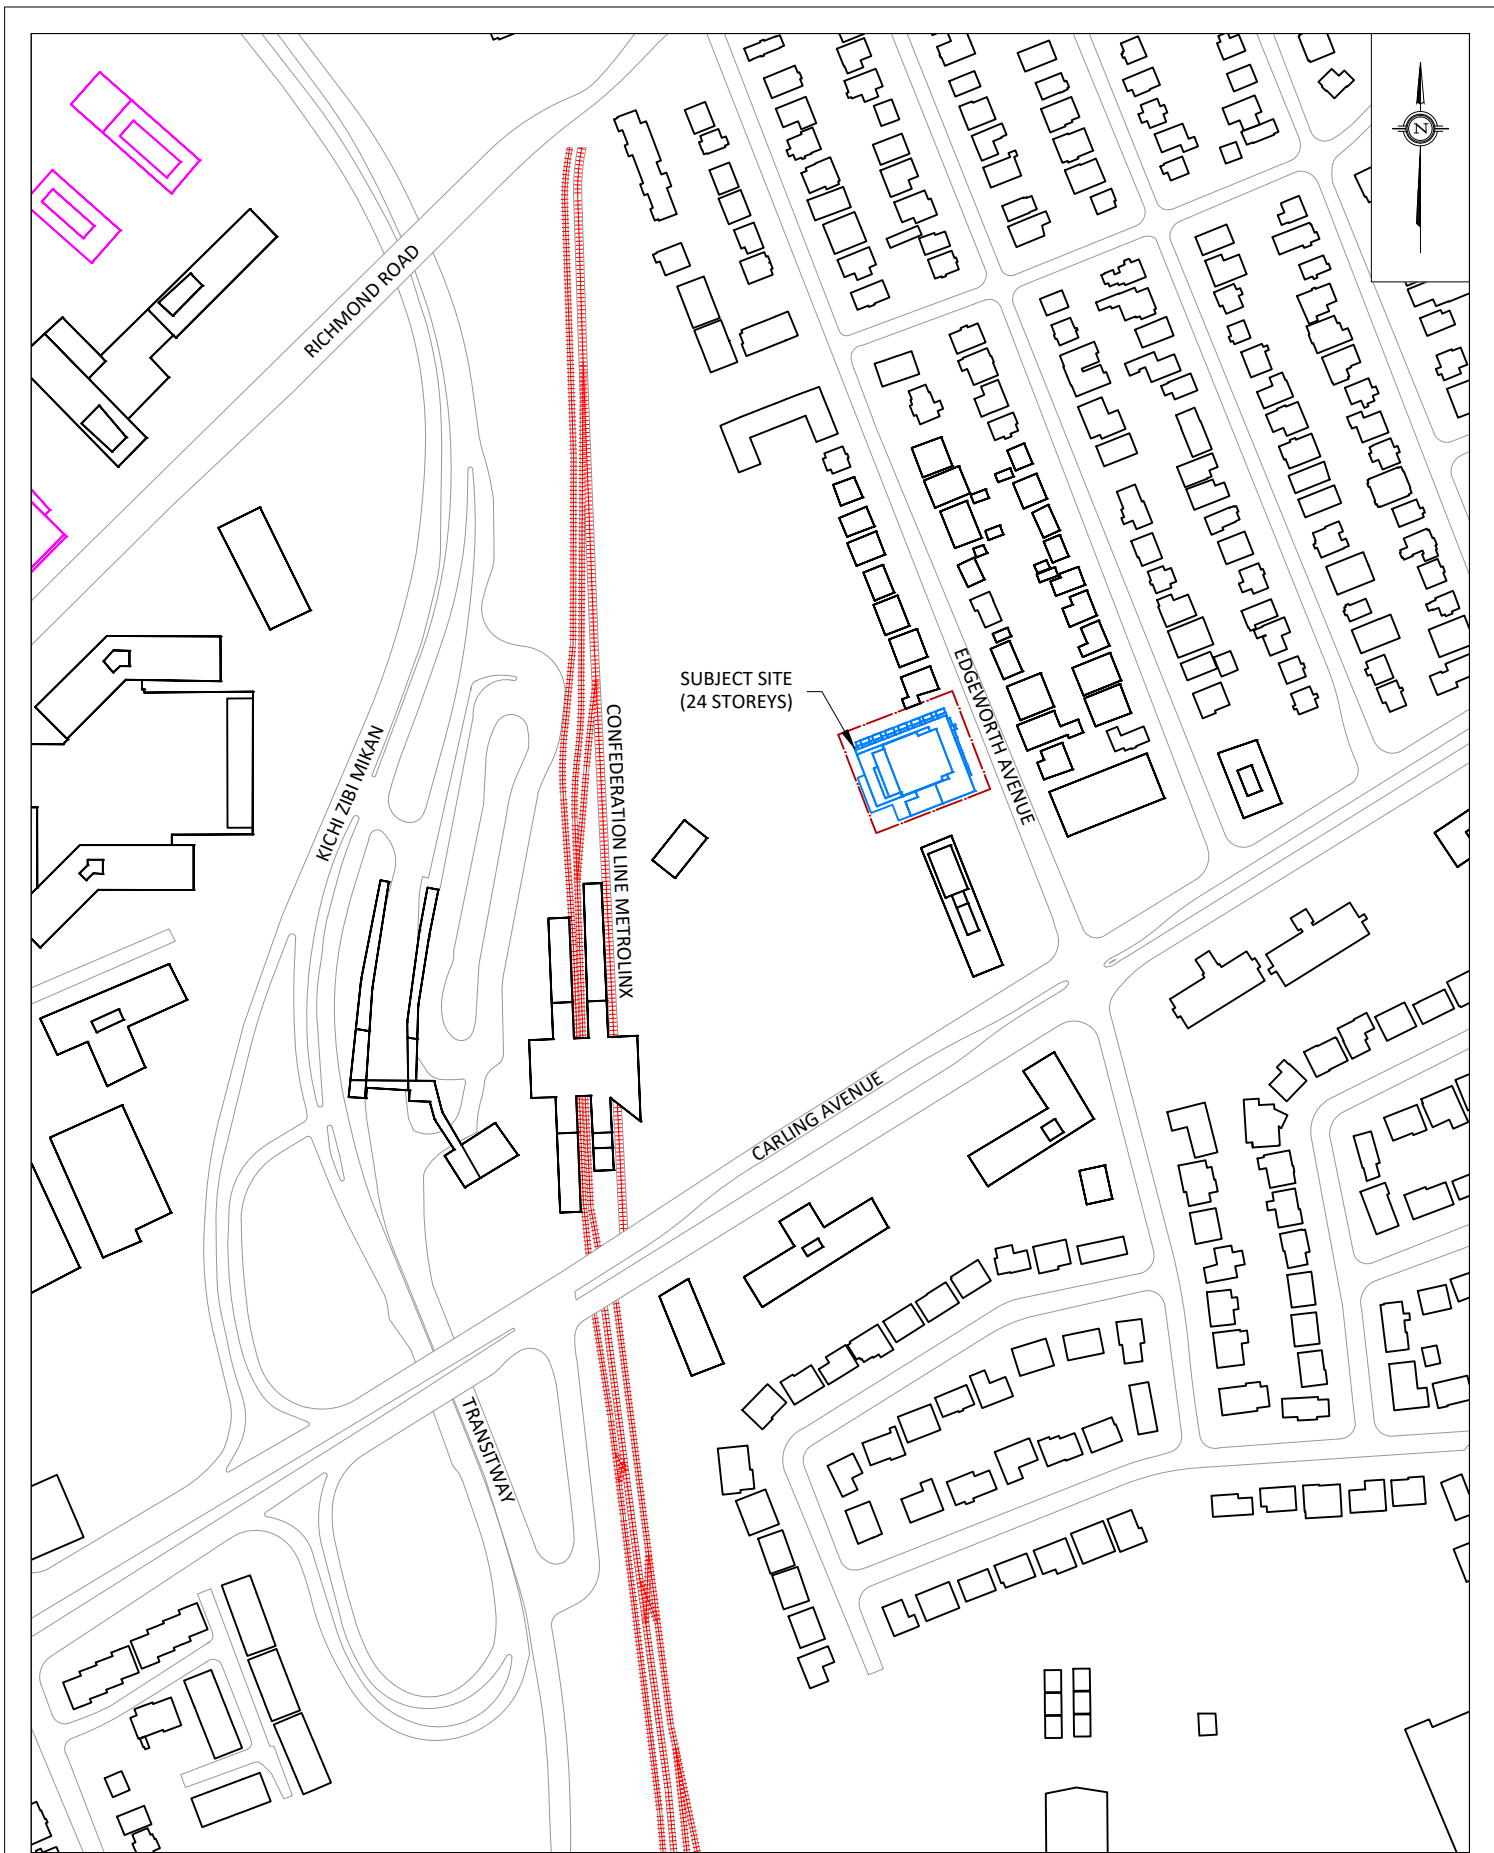 N
RICHMOND ROAD
SUBJECT SITE
(24 STOREYS)
EDGEWORTH AVENUE
CONFEDERATION LINE METROLINX
KICHI ZIBI MIKAN
CARLING AVENUE
TRANSITWAY